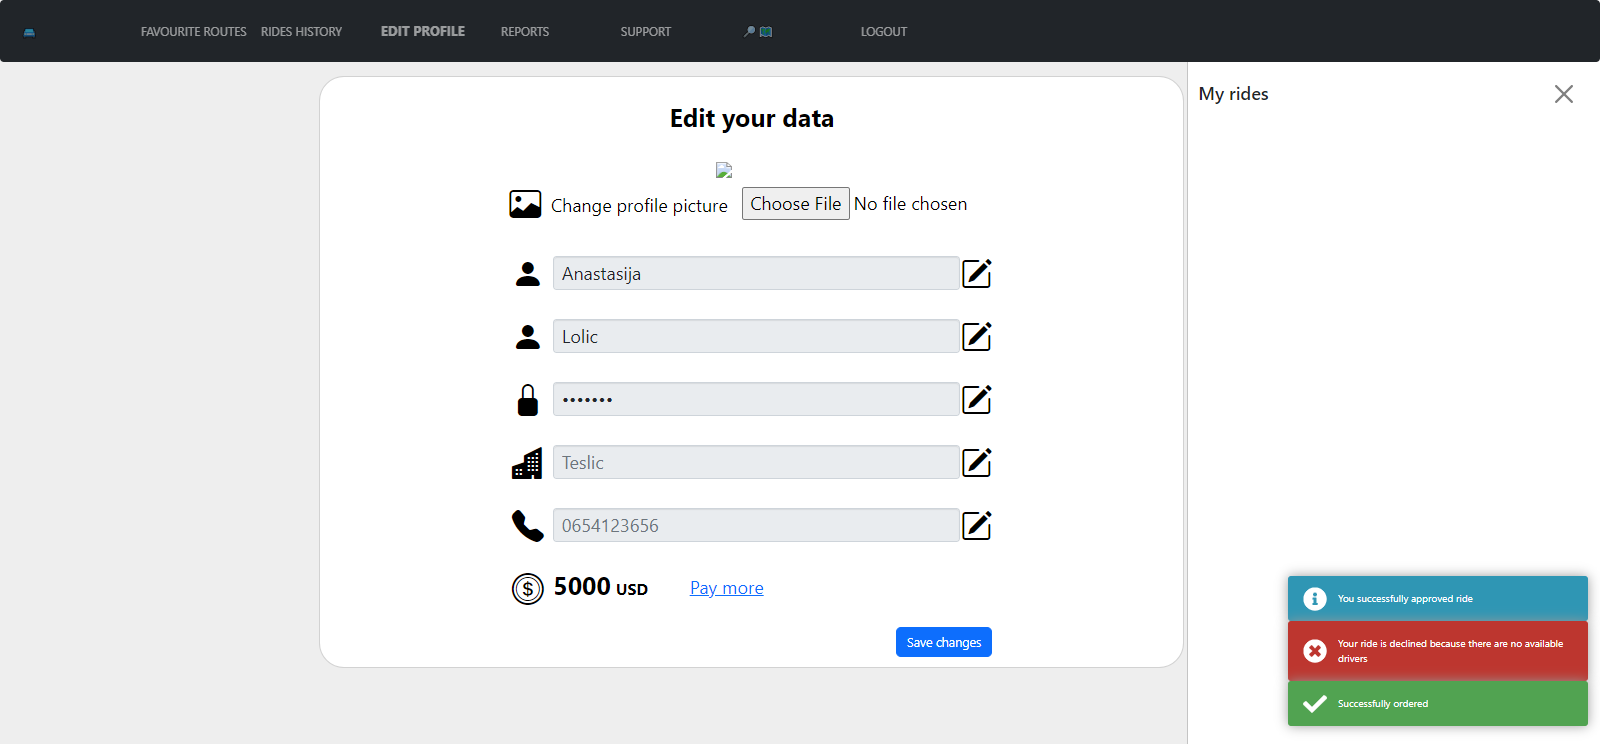 FAVOURITE ROUTES RIDES HISTORY EDIT PROFILE REPORTS SUPPORT LOGOUT
My rides
Edit your data
Change profile picture Choose File No file chosen
Anastasija
Lolic
•••••••
Teslic
0654123656
$ 5000 USD Pay more
Save changes
You successfully approved ride
Your ride is declined because there are no available
drivers
Successfully ordered